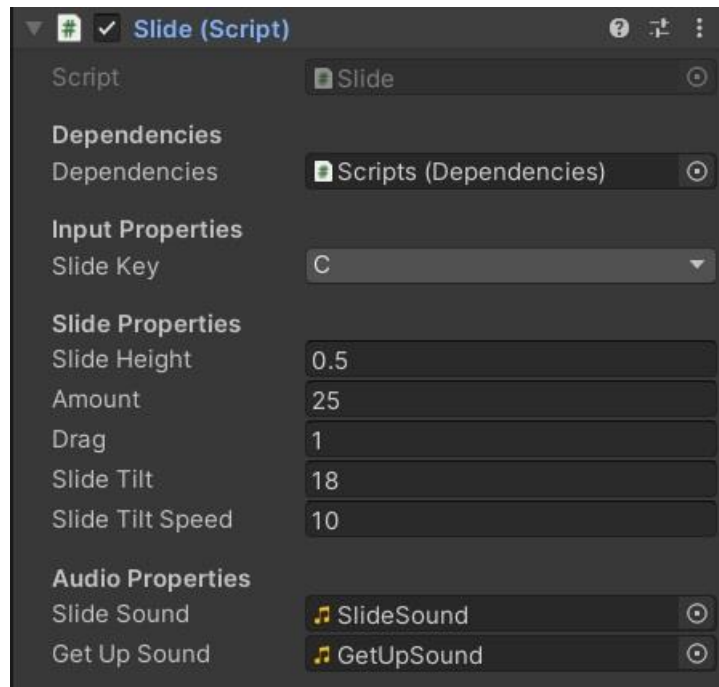 Slide (Script)
Script Slide
Dependencies
Dependencies Scripts (Dependencies)
Input Properties
Slide Key C
Slide Properties
Slide Height 0.5
Amount 25
Drag 1
Slide Tilt 18
Slide Tilt Speed 10
Audio Properties
Slide Sound SlideSound
Get Up Sound GetUpSound